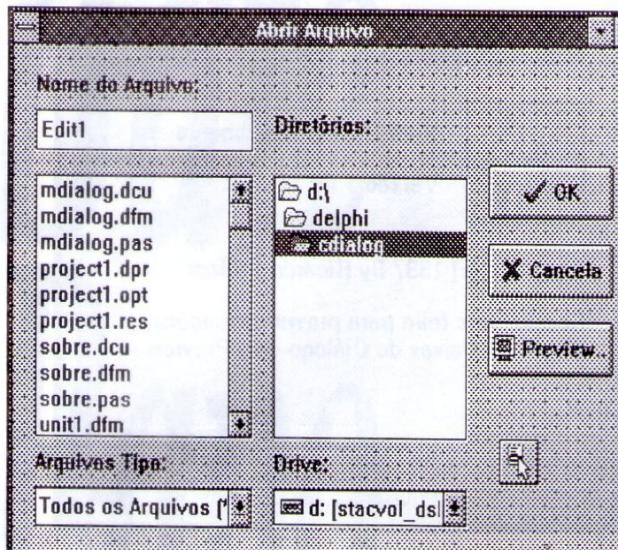 Abrir Arquivo
Nome do Arquivo:
Edit1
Diretórios:
mdialog.dcu
mdialog.dfm
mdialog.pas
project1.dpr
project1.opt
project1.res
sobre.dcu
sobre.dfm
sobre.pas
unit1.dfm
d:\
delphi
cdialog
OK
Cancela
Preview..
Arquivos Tipo:
Todos os Arquivos (*
Drive:
d: [stacvol_dsl